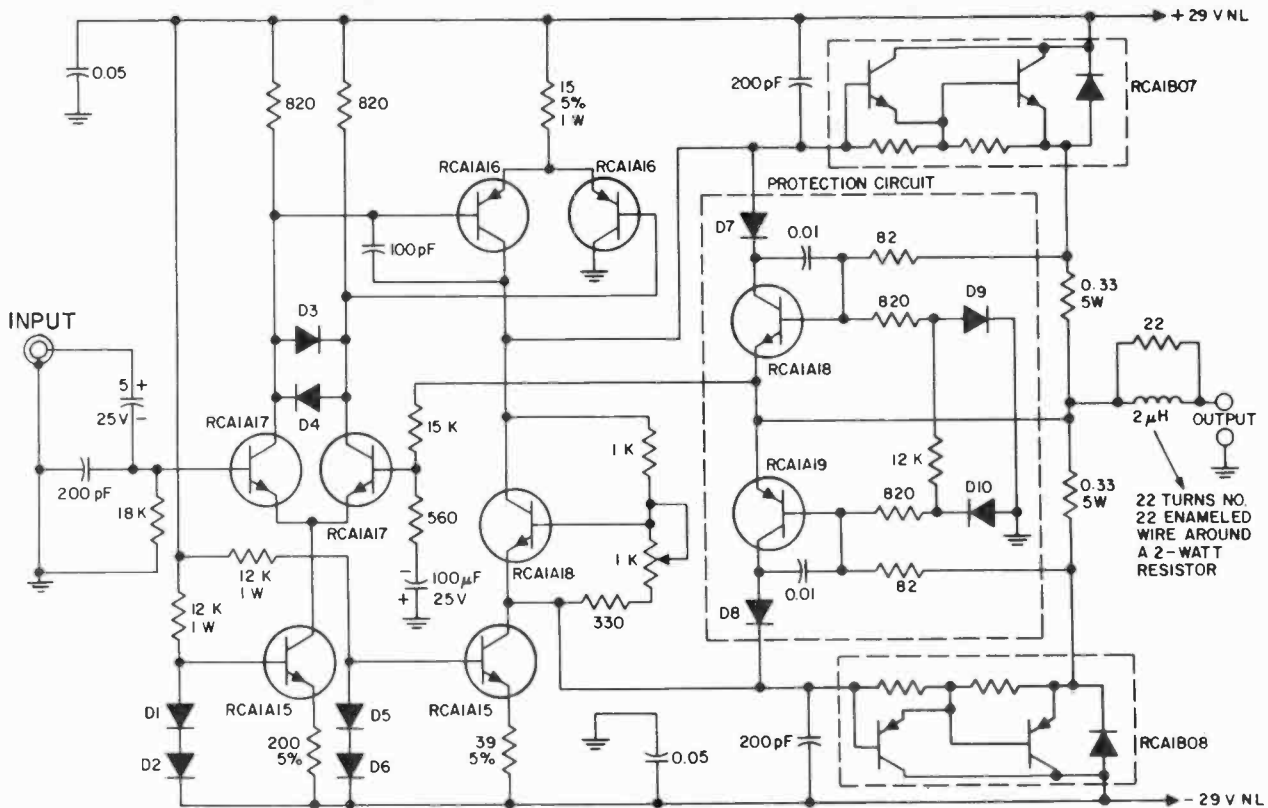 + 29 V NL
0.05
820
820
15
5%
1 W
200 pF
RCA1B07
RCA1A16
RCA1A16
PROTECTION CIRCUIT
100 pF
D7
0.01
82
0.33
5W
INPUT
D3
820
D9
22
5 +
25V -
D4
RCA1A18
2 μH
OUTPUT
RCA1A17
15 K
1 K
RCA1A19
12 K
200 pF
18K
RCA1A17
560
820
D10
0.33
5W
22 TURNS NO.
22 ENAMELED
WIRE AROUND
A 2-WATT
RESISTOR
12 K
1 W
-
100 μF
+ 25 V
RCA1A18
1 K
0.01
82
12 K
1 W
330
D8
D1
RCA1A15
D5
RCA1A15
D2
200
5%
D6
39
5%
0.05
200 pF
RCA1B08
- 29 V NL